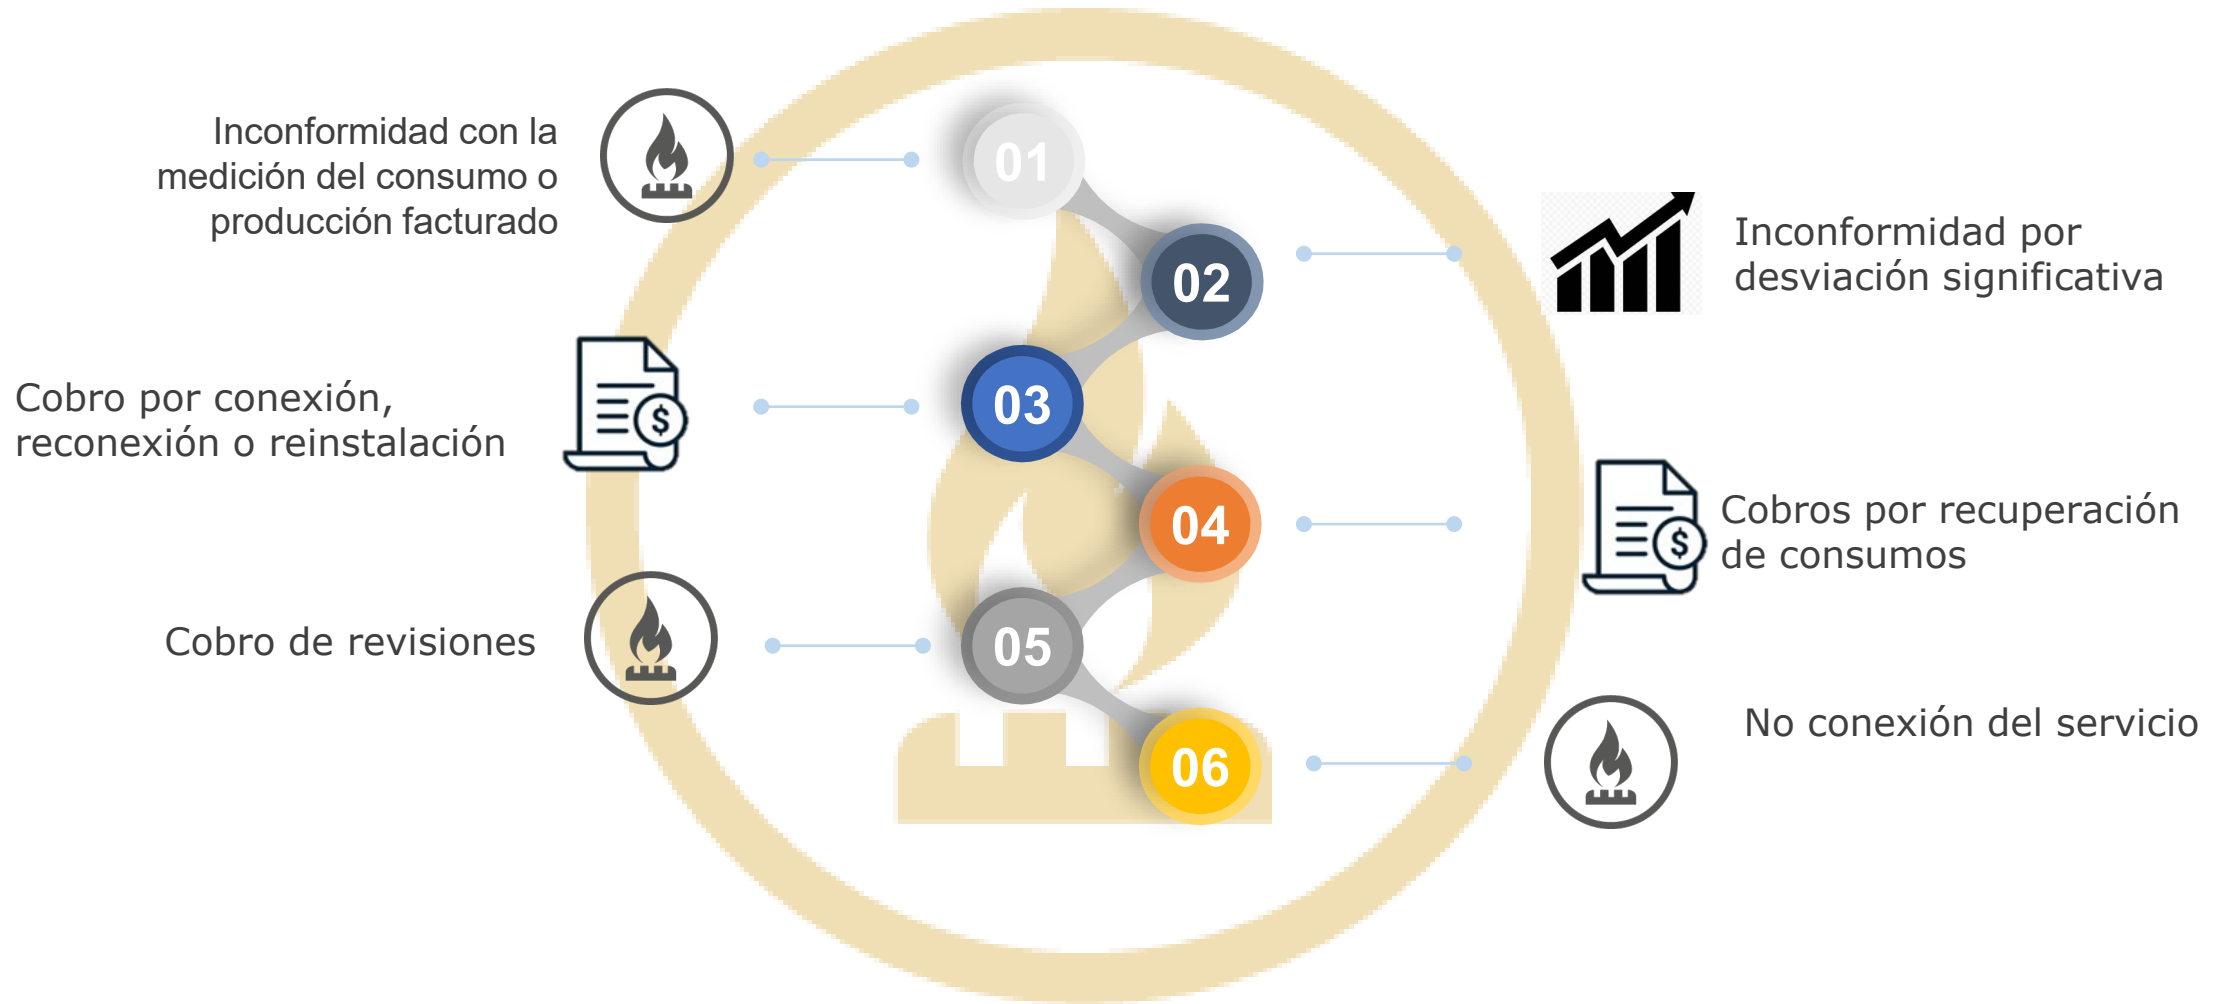 Inconformidad con la
medición del consumo o
producción facturado
01
02
Inconformidad por
desviación significativa
Cobro por conexión,
reconexión o reinstalación
$
03
04
$
Cobros por recuperación
de consumos
Cobro de revisiones
05
06
No conexión del servicio